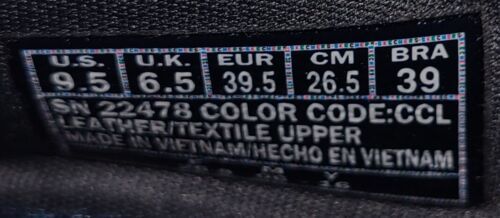 U.S. U.K. EUR CM BRA
9.5 6.5 39.5 26.5 39
SN 22478 COLOR CODE:CCL
LEATHER/TEXTILE UPPER
MADE IN VIETNAM/HECHO EN VIETNAM